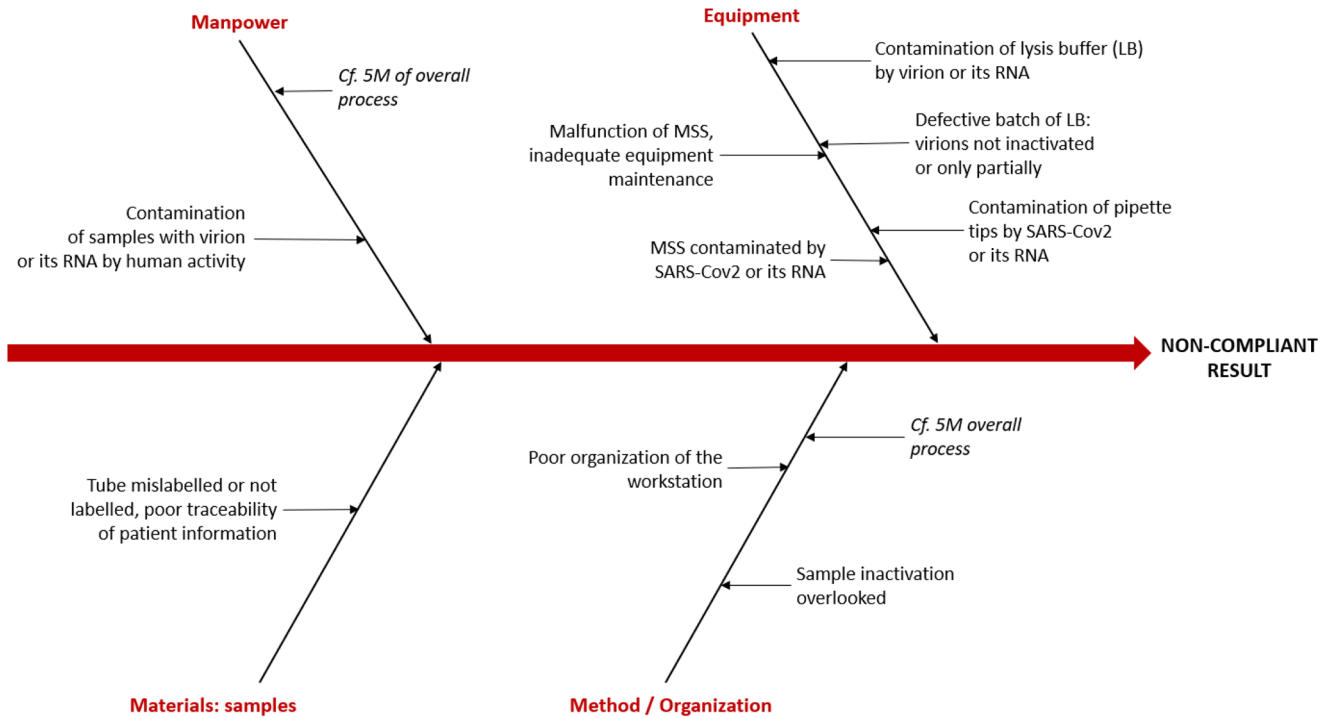 Manpower
Cf. 5M of overall
process
Contamination
of samples with virion
or its RNA by human activity
Equipment
Contamination of lysis buffer (LB)
by virion or its RNA
Defective batch of LB:
virions not inactivated
or only partially
Malfunction of MSS,
inadequate equipment
maintenance
Contamination of pipette
tips by SARS-Cov2
or its RNA
MSS contaminated by
SARS-Cov2 or its RNA
NON-COMPLIANT
RESULT
Tube mislabelled or not
labelled, poor traceability
of patient information
Materials: samples
Cf. 5M overall
process
Poor organization of the
workstation
Sample inactivation
overlooked
Method / Organization